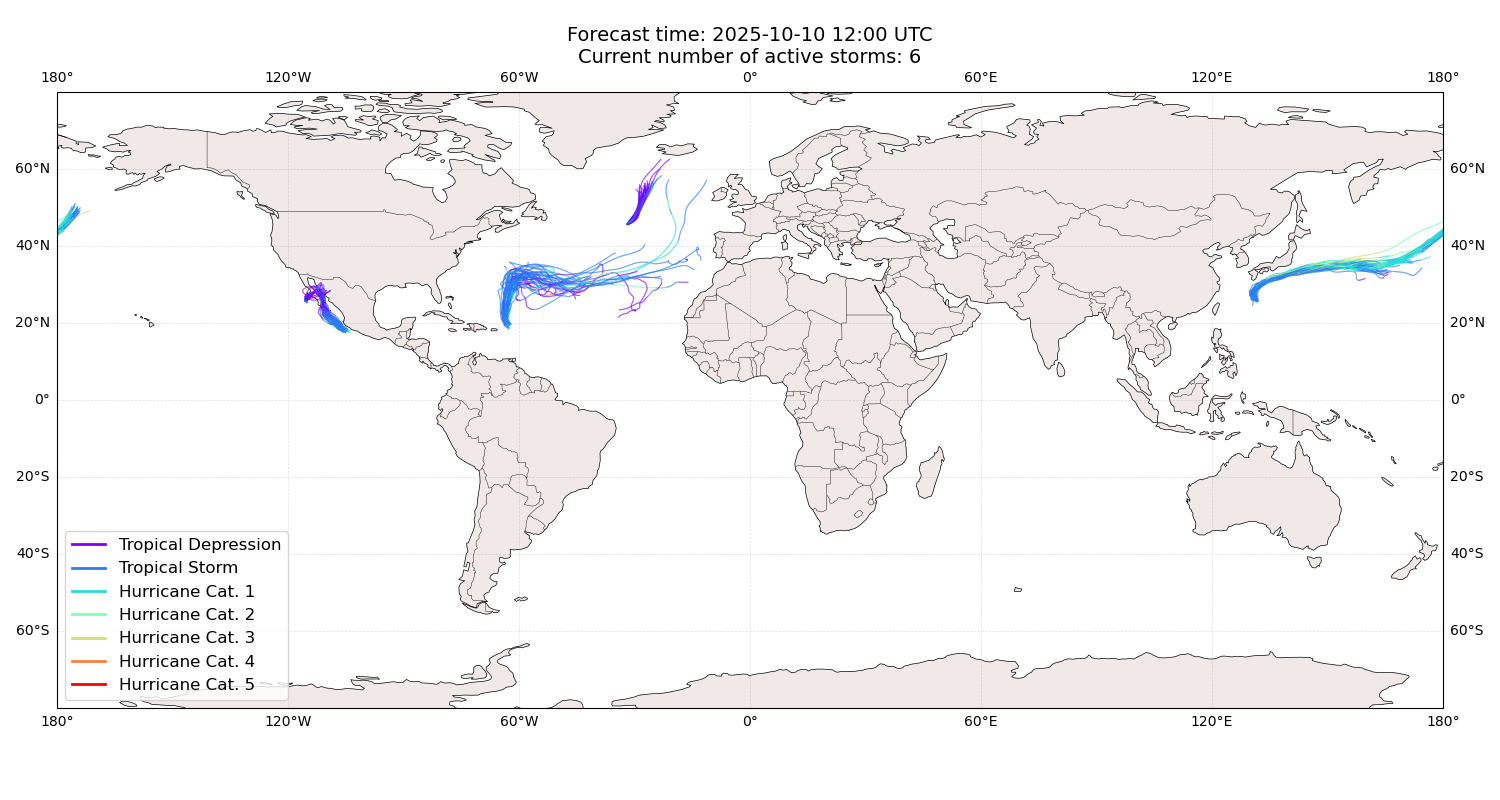 Forecast time: 2025-10-10 12:00 UTC
Current number of active storms: 6
180° 120°W 60°W 0° 60°E 120°E 180°
60°N 60°N
40°N 40°N
20°N 20°N
0° 0°
20°S 20°S
40°S 40°S
60°S 60°S
Tropical Depression
Tropical Storm
Hurricane Cat. 1
Hurricane Cat. 2
Hurricane Cat. 3
Hurricane Cat. 4
Hurricane Cat. 5
180° 120°W 60°W 0° 60°E 120°E 180°